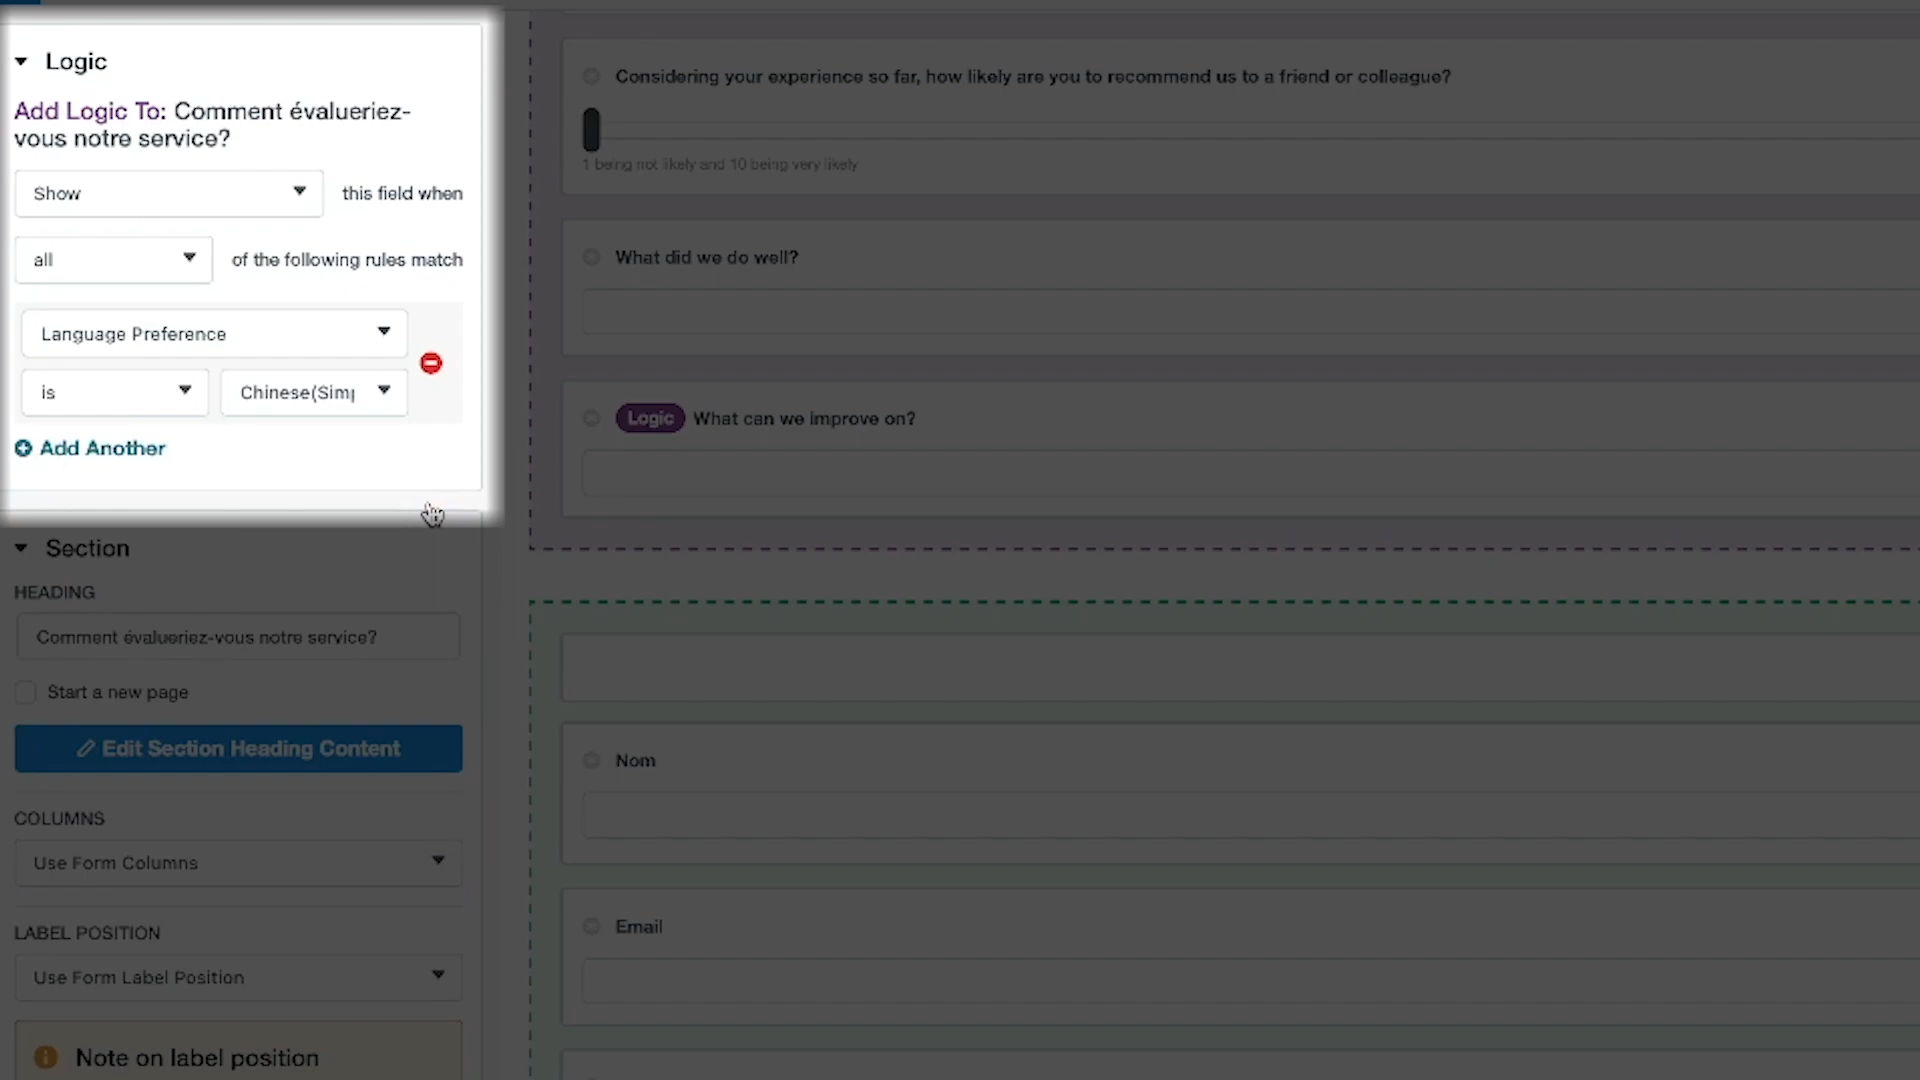 Logic
Add Logic To: Comment évalueriez-
vous notre service?
Show
this field when
all
of the following rules match
Language Preference
is
Chinese(Simp
Add Another
Section
HEADING
Comment évalueriez-vous notre service?
Start a new page
Edit Section Heading Content
COLUMNS
Use Form Columns
LABEL POSITION
Use Form Label Position
Note on label position
Considering your experience so far, how likely are you to recommend us to a friend or colleague?
1 being not likely and 10 being very likely
What did we do well?
Logic What can we improve on?
Nom
Email